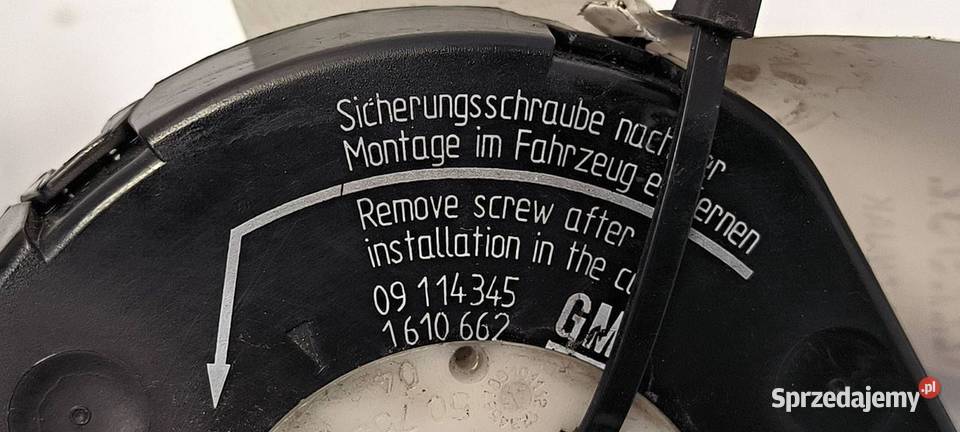 Sicherungsschraube nach
Montage im Fahrzeug
Remove screw after
installation in the
09 114345
1610 662
GM
Sprzedajemy.pl